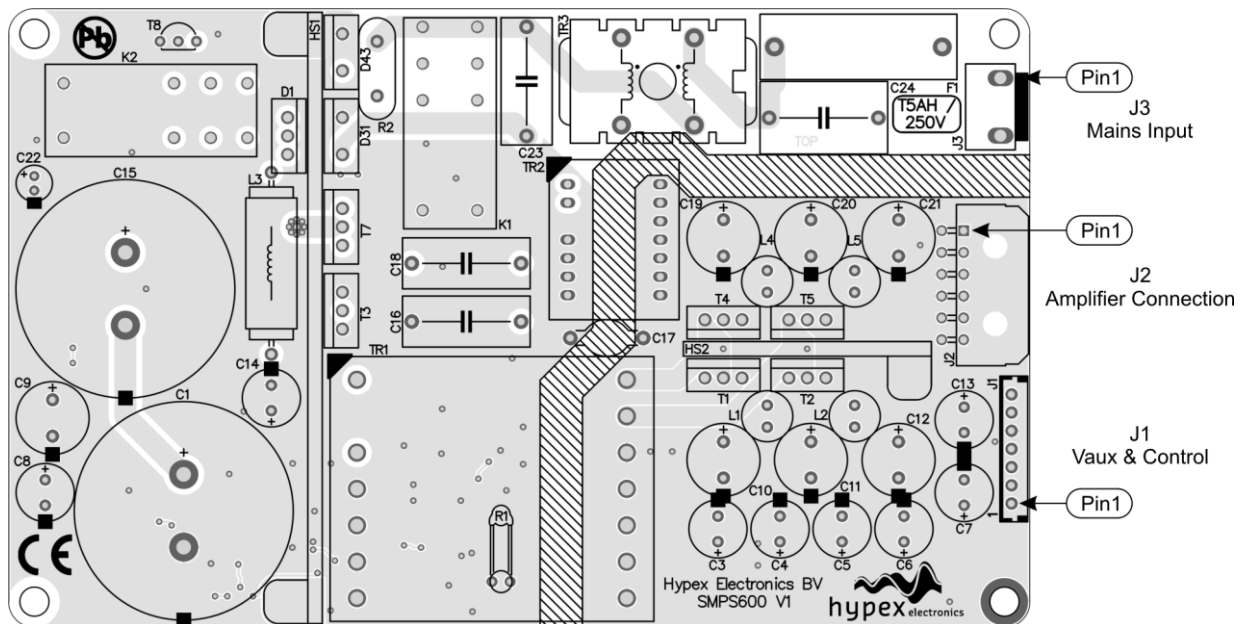 Pb
T8
K2
HS1
D43
D1
D31
R2
C23
TR3
C24
F1
T5AH /
250V
J3
TOP
Pin1
J3
Mains Input
C22
C15
L3
T7
T3
K1
C18
C16
TR2
C17
C19
C20
C21
L4
L5
T4
T5
HS2
T1
T2
J2
Pin1
J2
Amplifier Connection
C9
C14
C1
C8
TR1
R1
L1
L2
C12
C13
J1
C10
C11
C3
C4
C5
C6
C7
1
J1
Vaux & Control
Pin1
CE
Hypex Electronics BV
SMPS600 V1
hypex electronics